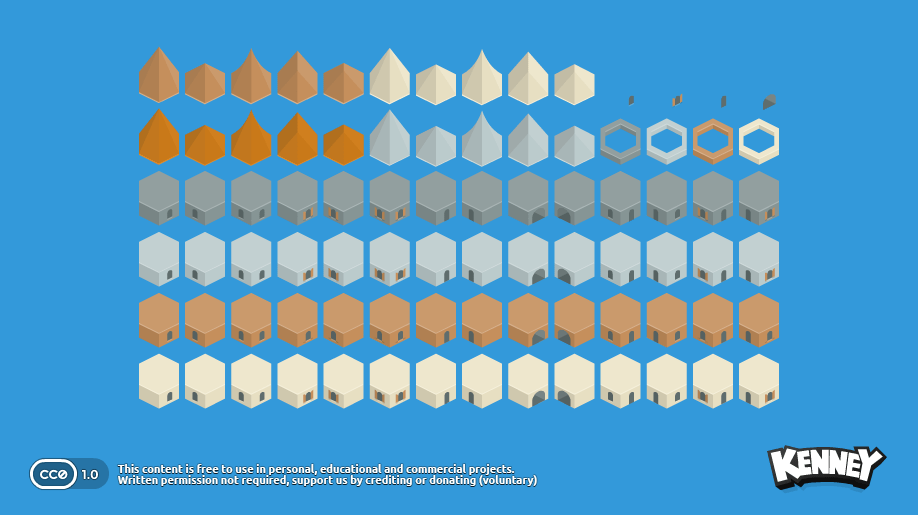 CC0 1.0
This content is free to use in personal, educational and commercial projects.
Written permission not required, support us by crediting or donating (voluntary)
KENNEY